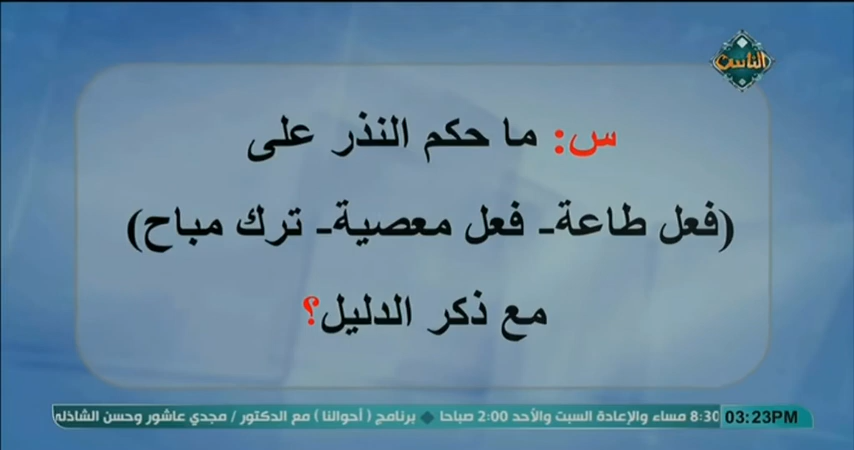 الناس
س: ما حكم النذر على
(فعل طاعة- فعل معصية- ترك مباح)
مع ذكر الدليل؟
8:30 مساء والإعادة السبت والأحد 2:00 صباحا ◆ برنامج ( أحوالنا ) مع الدكتور / مجدي عاشور وحسن الشاذلي
03:23PM